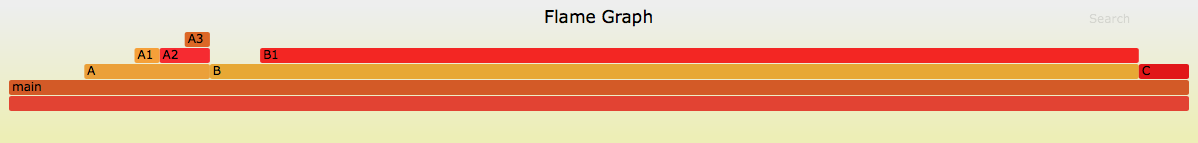 Flame Graph
Search
A3
A1 A2 B1
A B C
main